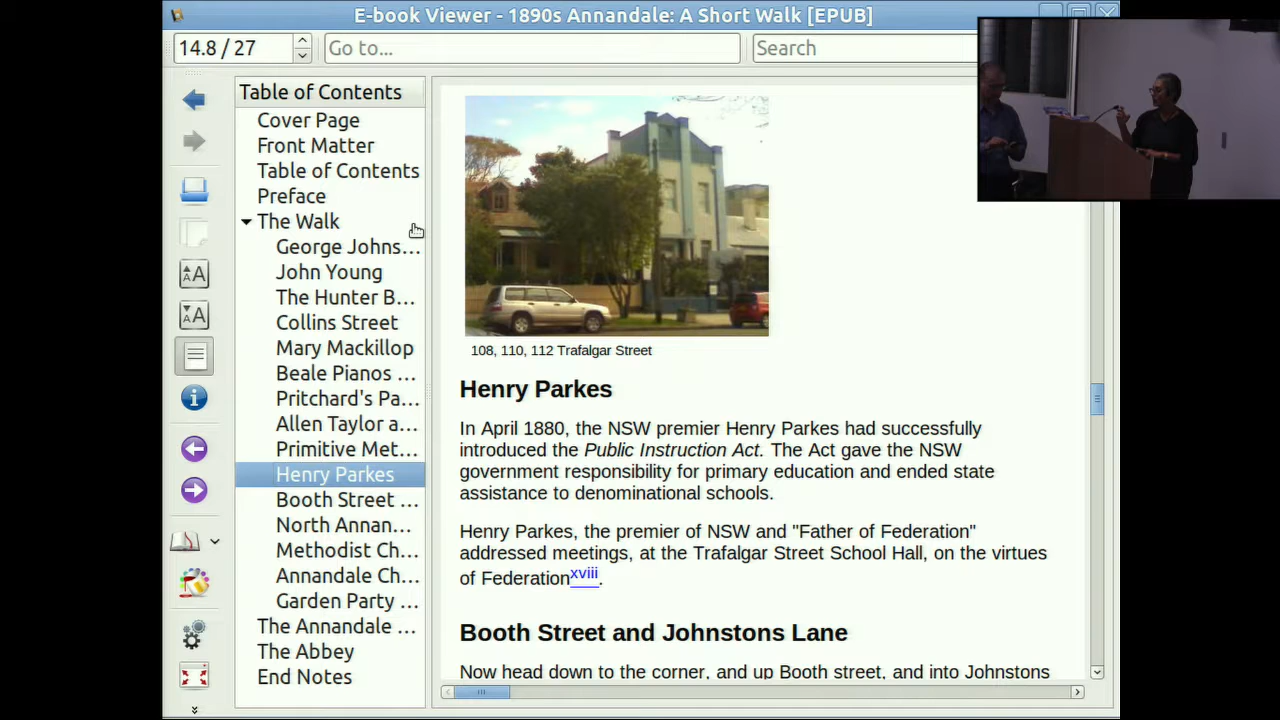 E-book Viewer - 1890s Annandale: A Short Walk [EPUB]
14.8 / 27
Go to...
Search
Table of Contents
Cover Page
Front Matter
Table of Contents
Preface
The Walk
George Johns...
John Young
The Hunter B...
Collins Street
Mary Mackillop
Beale Pianos ...
Pritchard's Pa...
Allen Taylor a...
Primitive Met...
Henry Parkes
Booth Street ...
North Annan...
Methodist Ch...
Annandale Ch...
Garden Party ...
The Annandale ...
The Abbey
End Notes
108, 110, 112 Trafalgar Street
Henry Parkes
In April 1880, the NSW premier Henry Parkes had successfully
introduced the Public Instruction Act. The Act gave the NSW
government responsibility for primary education and ended state
assistance to denominational schools.
Henry Parkes, the premier of NSW and "Father of Federation"
addressed meetings, at the Trafalgar Street School Hall, on the virtues
of Federationxviii.
Booth Street and Johnstons Lane
Now head down to the corner, and up Booth street, and into Johnstons